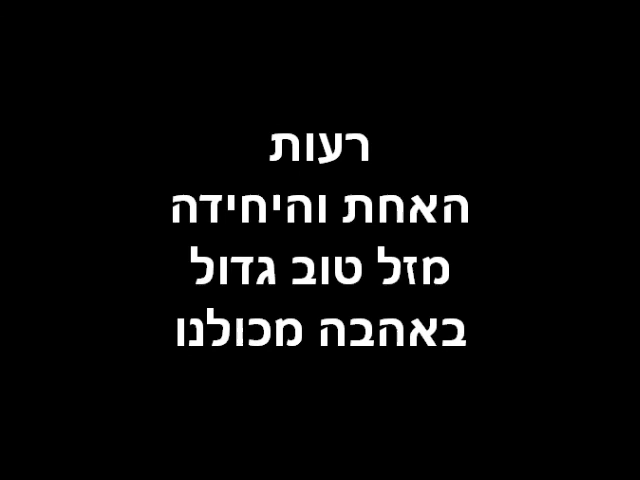 רעות
האחת והיחידה
מזל טוב גדול
באהבה מכולנו